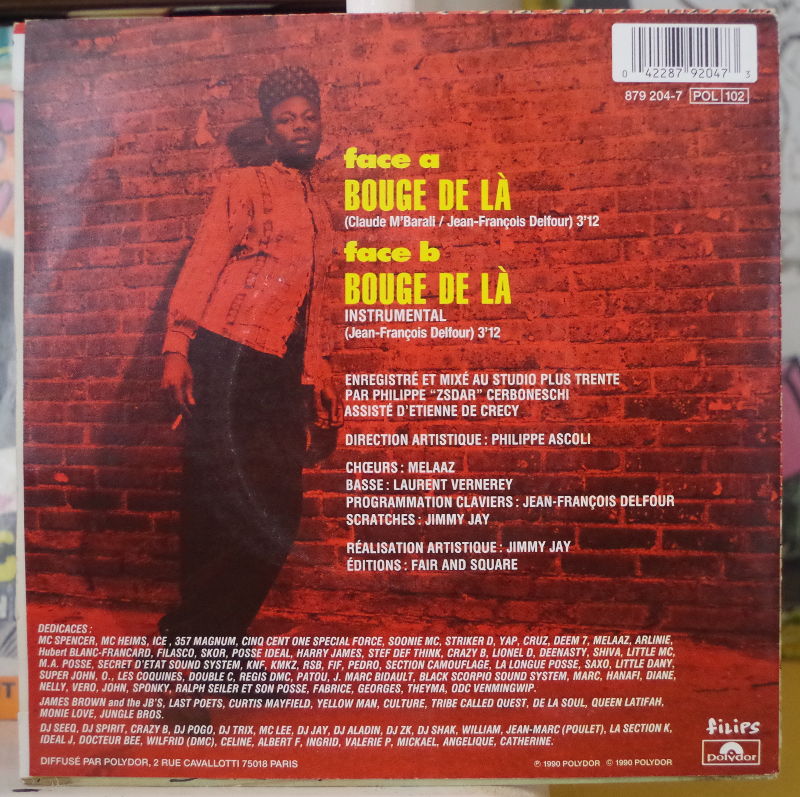 0 42287 92047 3
879 204-7 POL 102
face a
BOUGE DE LÀ
(Claude M'Barali / Jean-François Delfour) 3'12
face b
BOUGE DE LÀ
INSTRUMENTAL
(Jean-François Delfour) 3'12
ENREGISTRÉ ET MIXÉ AU STUDIO PLUS TRENTE
PAR PHILIPPE "ZSDAR" CERBONESCHI
ASSISTÉ D'ETIENNE DE CRECY
DIRECTION ARTISTIQUE : PHILIPPE ASCOLI
CHŒURS : MELAAZ
BASSE : LAURENT VERNEREY
PROGRAMMATION CLAVIERS : JEAN-FRANÇOIS DELFOUR
SCRATCHES : JIMMY JAY
RÉALISATION ARTISTIQUE : JIMMY JAY
ÉDITIONS : FAIR AND SQUARE
DEDICACES :
MC SPENCER, MC HEIMS, ICE , 357 MAGNUM, CINQ CENT ONE SPECIAL FORCE, SOONIE MC, STRIKER D, YAP, CRUZ, DEEM 7, MELAAZ, ARLINIE,
Hubert BLANC-FRANCARD, FILASCO, SKOR, POSSE IDEAL, HARRY JAMES, STEF DEF THINK, CRAZY B, LIONEL D, DEENASTY, SHIVA, LITTLE MC,
M.A. POSSE, SECRET D'ETAT SOUND SYSTEM, KNF, KMKZ, RSB, FIF, PEDRO, SECTION CAMOUFLAGE, LA LONGUE POSSE, SAXO, LITTLE DANY,
SUPER JOHN, O., LES COQUINES, DOUBLE C, REGIS DMC, PATOU, J. MARC BIDAULT, BLACK SCORPIO SOUND SYSTEM, MARC, HANAFI, DIANE,
NELLY, VERO, JOHN, SPONKY, RALPH SEILER ET SON POSSE, FABRICE, GEORGES, THEYMA, ODC VENMINGWIP.
JAMES BROWN and the JB'S, LAST POETS, CURTIS MAYFIELD, YELLOW MAN, CULTURE, TRIBE CALLED QUEST, DE LA SOUL, QUEEN LATIFAH,
MONIE LOVE, JUNGLE BROS.
DJ SEEQ, DJ SPIRIT, CRAZY B, DJ POGO, DJ TRIX, MC LEE, DJ JAY, DJ ALADIN, DJ ZK, DJ SHAK, WILLIAM, JEAN-MARC (POULET), LA SECTION K,
IDEAL J, DOCTEUR BEE, WILFRID (DMC), CELINE, ALBERT F, INGRID, VALERIE P, MICKAEL, ANGELIQUE, CATHERINE.
DIFFUSÉ PAR POLYDOR, 2 RUE CAVALLOTTI 75018 PARIS
℗ 1990 POLYDOR © 1990 POLYDOR
filips
polydor